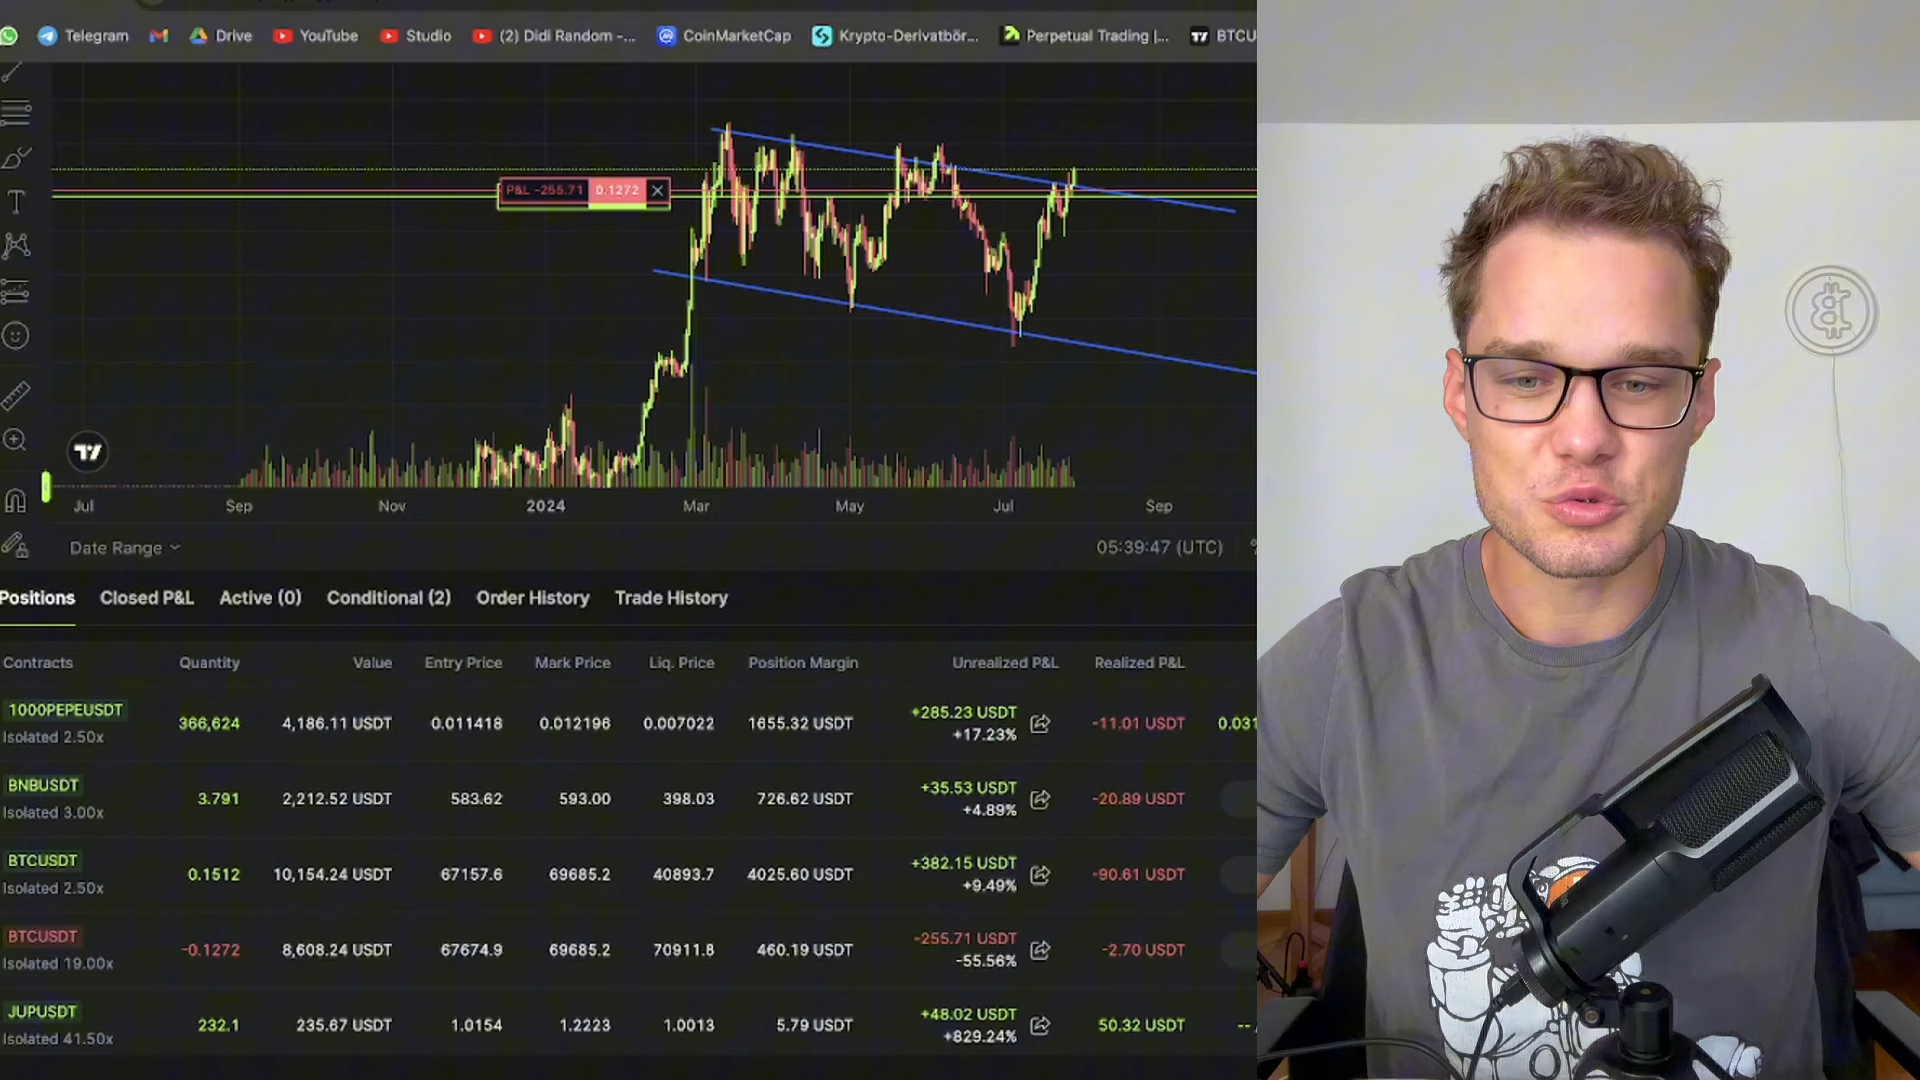 Telegram Drive YouTube Studio (2) Didi Random -... CoinMarketCap Krypto-Derivatbör... Perpetual Trading |... BTCU
P&L -255.71 0.1272
Jul Sep Nov 2024 Mar May Jul Sep
Date Range 05:39:47 (UTC) %
Positions Closed P&L Active (0) Conditional (2) Order History Trade History
Contracts Quantity Value Entry Price Mark Price Liq. Price Position Margin Unrealized P&L Realized P&L
1000PEPEUSDT 366,624 4,186.11 USDT 0.011418 0.012196 0.007022 1655.32 USDT +285.23 USDT -11.01 USDT 0.031
Isolated 2.50x +17.23%
BNBUSDT 3.791 2,212.52 USDT 583.62 593.00 398.03 726.62 USDT +35.53 USDT -20.89 USDT
Isolated 3.00x +4.89%
BTCUSDT 0.1512 10,154.24 USDT 67157.6 69685.2 40893.7 4025.60 USDT +382.15 USDT -90.61 USDT
Isolated 2.50x +9.49%
BTCUSDT -0.1272 8,608.24 USDT 67674.9 69685.2 70911.8 460.19 USDT -255.71 USDT -2.70 USDT
Isolated 19.00x -55.56%
JUPUSDT 232.1 235.67 USDT 1.0154 1.2223 1.0013 5.79 USDT +48.02 USDT 50.32 USDT --
Isolated 41.50x +829.24%